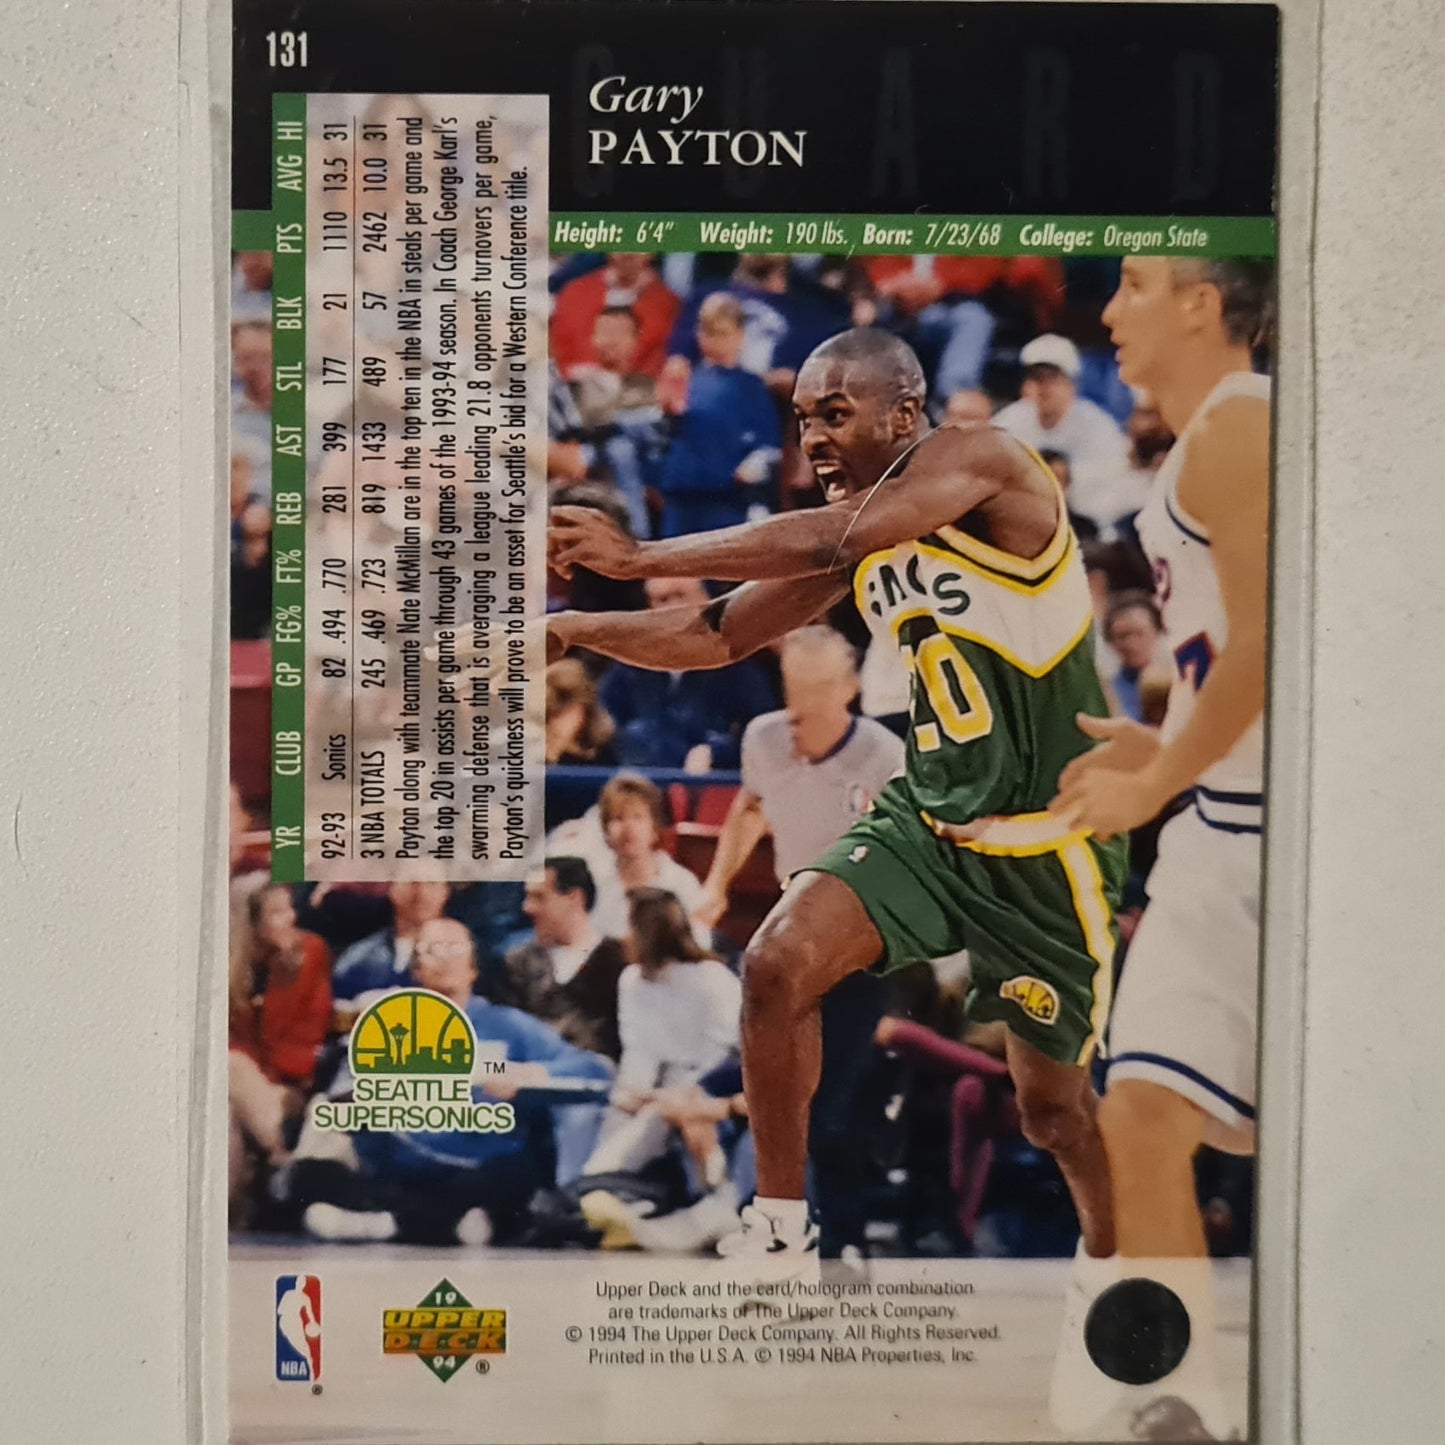 131
GUARD
Gary
PAYTON
Height: 6'4" Weight: 190 lbs. Born: 7/23/68 College: Oregon State
YR CLUB GP FG% FT% REB AST STL BLK PTS AVG HI
92-93 Sonics 82 .494 .770 281 399 177 21 1110 13.5 31
3 NBA TOTALS 245 .469 .723 819 1433 489 57 2462 10.0 31
Payton along with teammate Nate McMillan are in the top ten in the NBA in steals per game and
the top 20 in assists per game through 43 games of the 1993-94 season. In Coach George Karl's
swarming defense that is averaging a league leading 21.8 opponents turnovers per game,
Payton's quickness will prove to be an asset for Seattle's bid for a Western Conference title.
20
SEATTLE
SUPERSONICS
TM
NBA
®
19
UPPER
DECK
94
®
Upper Deck and the card/hologram combination
are trademarks of The Upper Deck Company.
© 1994 The Upper Deck Company. All Rights Reserved.
Printed in the U.S.A. © 1994 NBA Properties, Inc.